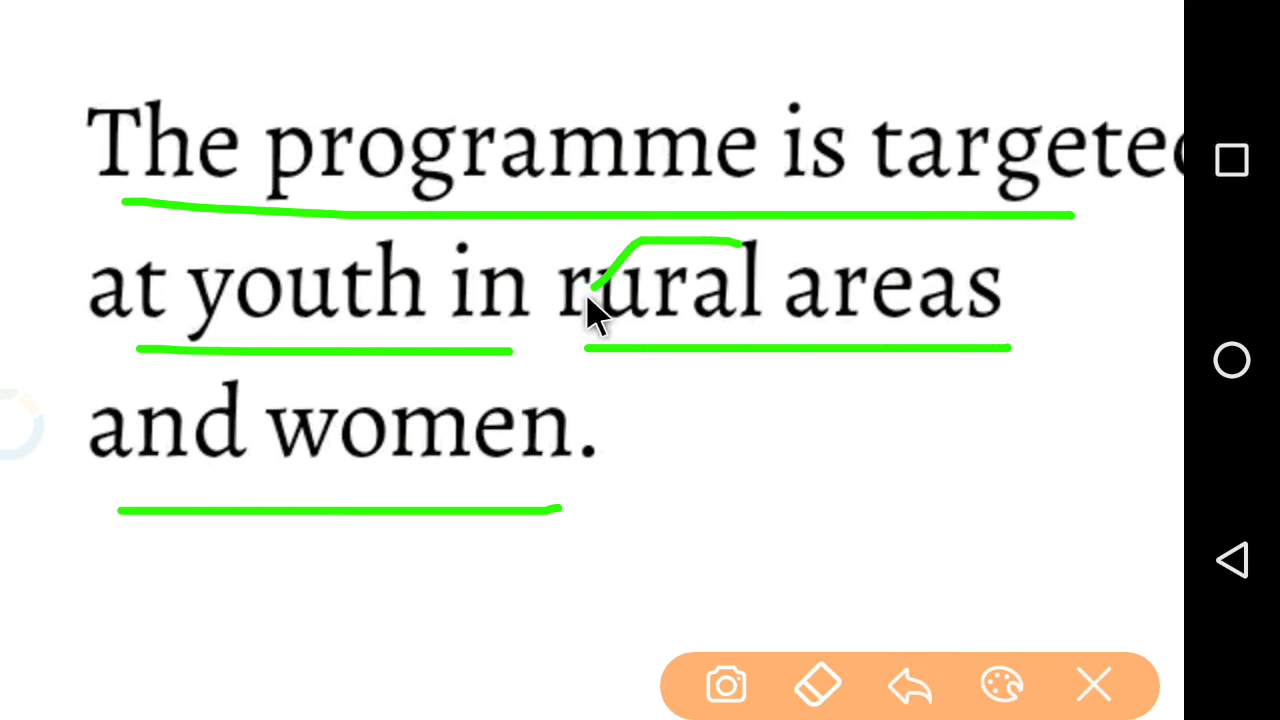 The programme is targeted
at youth in rural areas
and women.